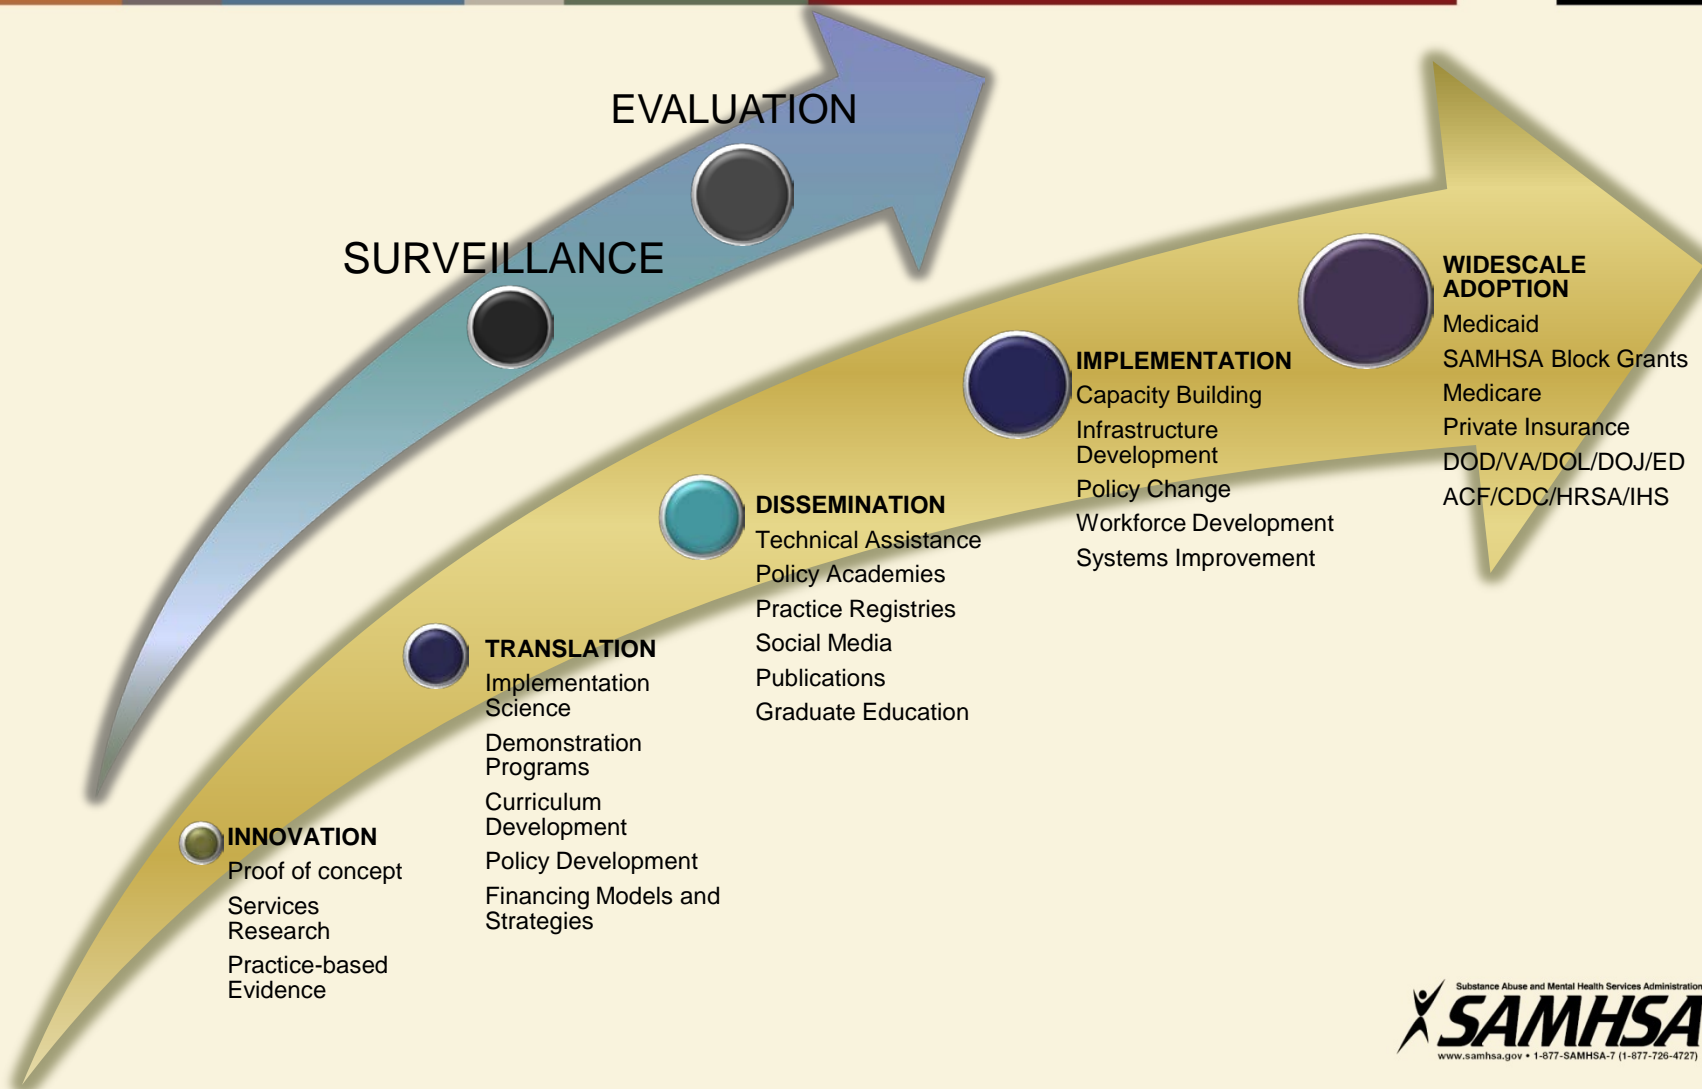 EVALUATION
SURVEILLANCE
WIDESCALE
ADOPTION
Medicaid
SAMHSA Block Grants
Medicare
Private Insurance
DOD/VA/DOL/DOJ/ED
ACF/CDC/HRSA/IHS
IMPLEMENTATION
Capacity Building
Infrastructure
Development
Policy Change
Workforce Development
Systems Improvement
DISSEMINATION
Technical Assistance
Policy Academies
Practice Registries
Social Media
Publications
Graduate Education
TRANSLATION
Implementation
Science
Demonstration
Programs
Curriculum
Development
Policy Development
Financing Models and
Strategies
INNOVATION
Proof of concept
Services
Research
Practice-based
Evidence
Substance Abuse and Mental Health Services Administration
SAMHSA
www.samhsa.gov • 1-877-SAMHSA-7 (1-877-726-4727)